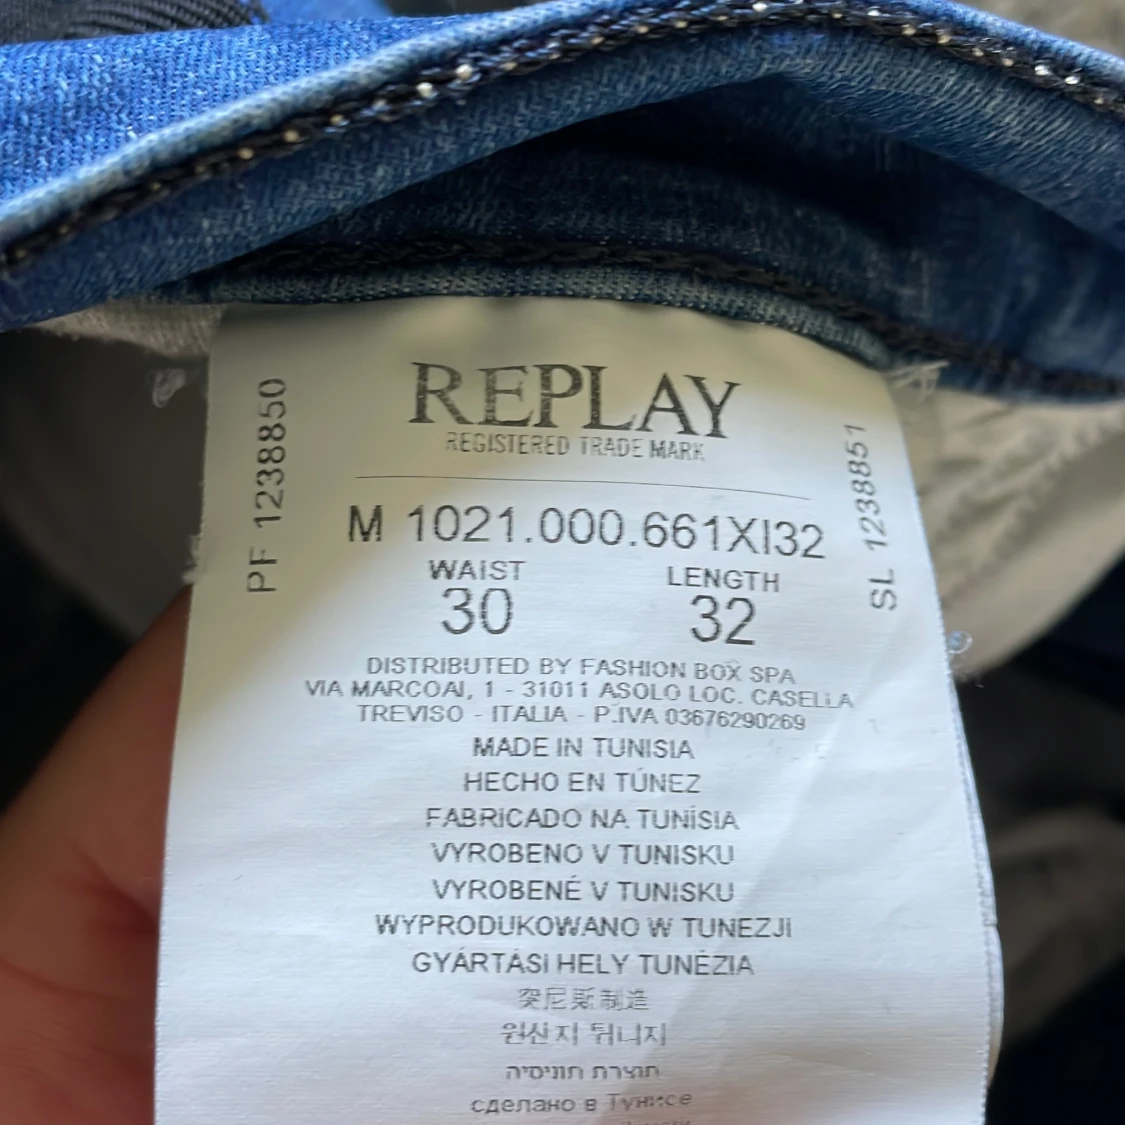 REPLAY
REGISTERED TRADE MARK
PF 1238850
SL 1238851
M 1021.000.661XI32
WAIST LENGTH
30 32
DISTRIBUTED BY FASHION BOX SPA
VIA MARCOAI, 1 - 31011 ASOLO LOC. CASELLA
TREVISO - ITALIA - P.IVA 03676290269
MADE IN TUNISIA
HECHO EN TÚNEZ
FABRICADO NA TUNÍSIA
VYROBENO V TUNISKU
VYROBENÉ V TUNISKU
WYPRODUKOWANO W TUNEZJI
GYÁRTÁSI HELY TUNÉZIA
突尼斯制造
원산지 튀니지
תוצרת תוניסיה
сделано в Тунисе